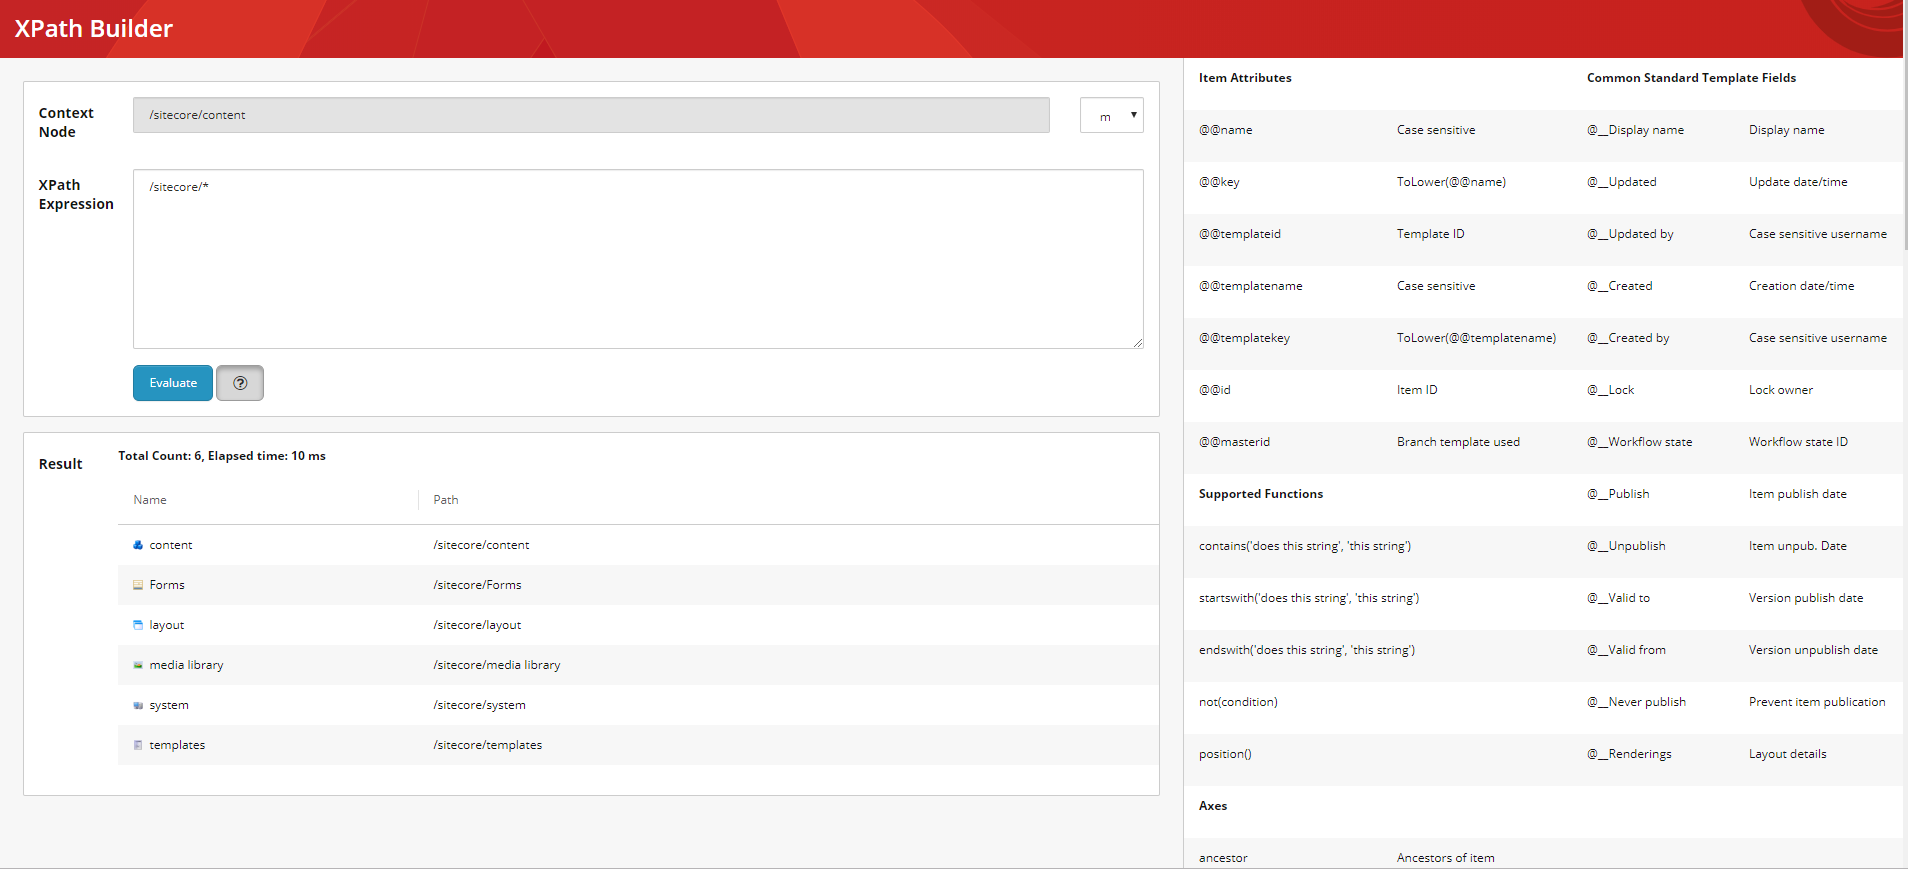 XPath Builder
Context
Node
/sitecore/content
m
XPath
Expression
/sitecore/*
Evaluate
?
Result
Total Count: 6, Elapsed time: 10 ms
Name Path
content /sitecore/content
Forms /sitecore/Forms
layout /sitecore/layout
media library /sitecore/media library
system /sitecore/system
templates /sitecore/templates
Item Attributes Common Standard Template Fields
@@name Case sensitive @__Display name Display name
@@key ToLower(@@name) @__Updated Update date/time
@@templateid Template ID @__Updated by Case sensitive username
@@templatename Case sensitive @__Created Creation date/time
@@templatekey ToLower(@@templatename) @__Created by Case sensitive username
@@id Item ID @__Lock Lock owner
@@masterid Branch template used @__Workflow state Workflow state ID
Supported Functions @__Publish Item publish date
contains('does this string', 'this string') @__Unpublish Item unpub. Date
startswith('does this string', 'this string') @__Valid to Version publish date
endswith('does this string', 'this string') @__Valid from Version unpublish date
not(condition) @__Never publish Prevent item publication
position() @__Renderings Layout details
Axes
ancestor Ancestors of item